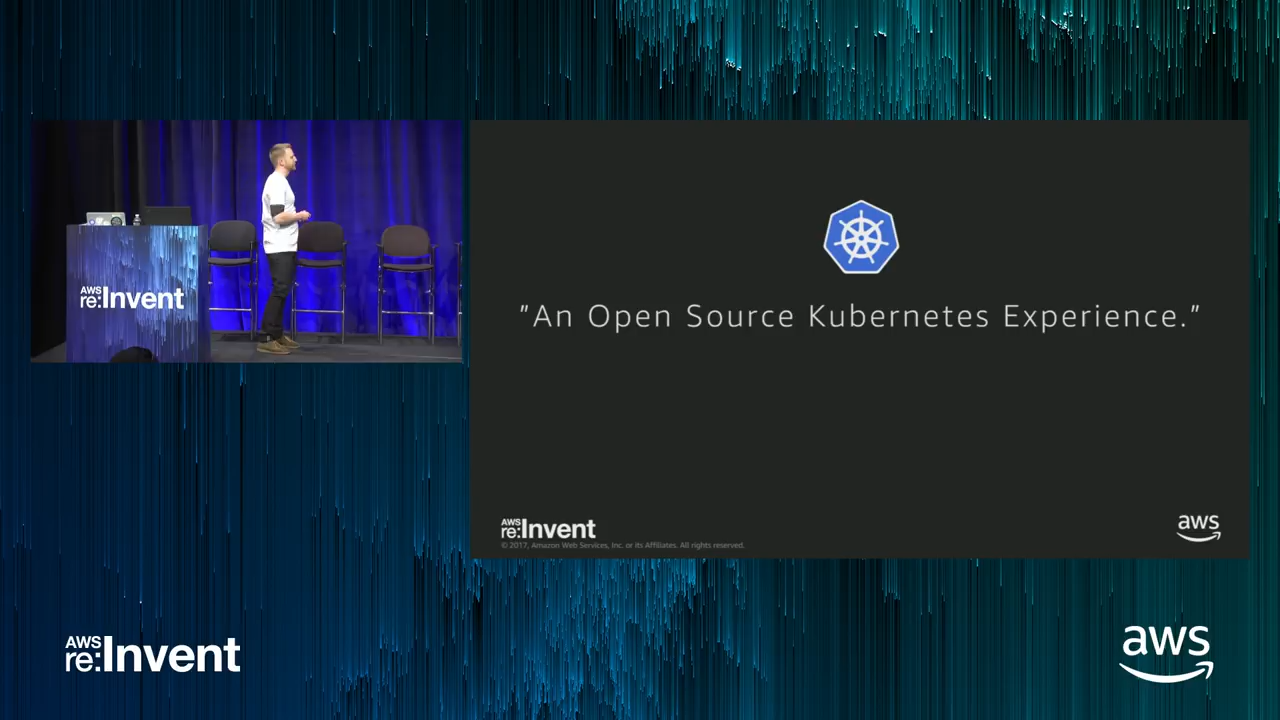 AWS
re:Invent
"An Open Source Kubernetes Experience."
AWS
re:Invent
© 2017, Amazon Web Services, Inc. or its Affiliates. All rights reserved.
aws
AWS
re:Invent
aws